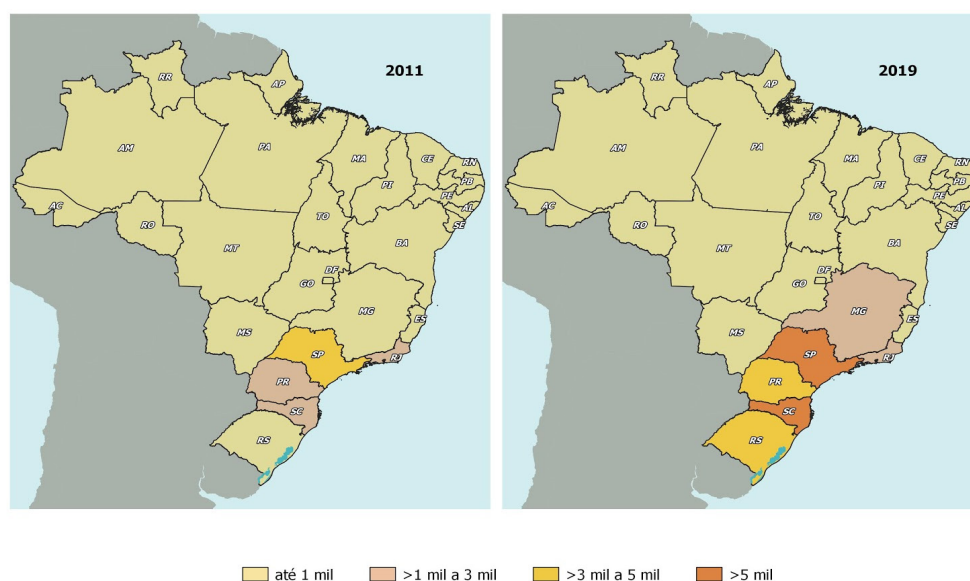 2011
RR
AP
AM
PA
MA
CE
RN
PB
PI
PE
AL
SE
AC
RO
TO
MT
BA
DF
GO
MG
ES
MS
SP
RJ
PR
SC
RS
2019
RR
AP
AM
PA
MA
CE
RN
PB
PI
PE
AL
SE
AC
RO
TO
MT
BA
DF
GO
MG
ES
MS
SP
RJ
PR
SC
RS
até 1 mil >1 mil a 3 mil >3 mil a 5 mil >5 mil